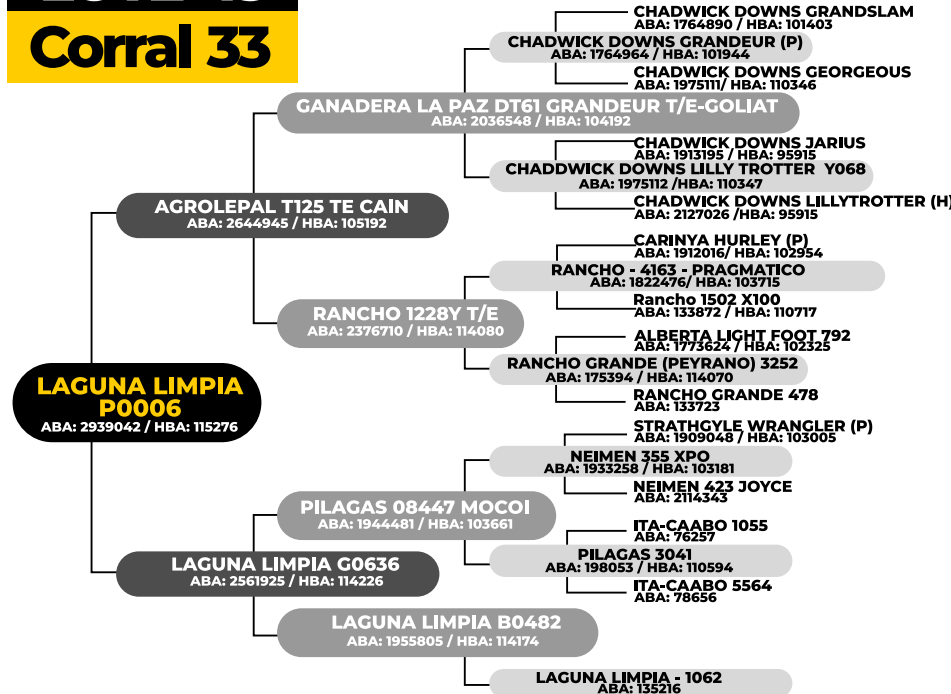 Corral 33
CHADWICK DOWNS GRANDSLAM
ABA: 1764890 / HBA: 101403
CHADWICK DOWNS GRANDEUR (P)
ABA: 1764964 / HBA: 101944
CHADWICK DOWNS GEORGEOUS
ABA: 1975111/ HBA: 110346
GANADERA LA PAZ DT61 GRANDEUR T/E-GOLIAT
ABA: 2036548 / HBA: 104192
CHADWICK DOWNS JARIUS
ABA: 1913195 / HBA: 95915
CHADDWICK DOWNS LILLY TROTTER Y068
ABA: 1975112 /HBA: 110347
CHADWICK DOWNS LILLYTROTTER (H)
ABA: 2127026 /HBA: 95915
AGROLEPAL T125 TE CAÍN
ABA: 2644945 / HBA: 105192
CARINYA HURLEY (P)
ABA: 1912016/ HBA: 102954
RANCHO - 4163 - PRAGMATICO
ABA: 1822476/ HBA: 103715
Rancho 1502 X100
ABA: 133872 / HBA: 110717
RANCHO 1228Y T/E
ABA: 2376710 / HBA: 114080
ALBERTA LIGHT FOOT 792
ABA: 1773624 / HBA: 102325
RANCHO GRANDE (PEYRANO) 3252
ABA: 175394 / HBA: 114070
RANCHO GRANDE 478
ABA: 133723
LAGUNA LIMPIA
P0006
ABA: 2939042 / HBA: 115276
STRATHGYLE WRANGLER (P)
ABA: 1909048 / HBA: 103005
NEIMEN 355 XPO
ABA: 1933258 / HBA: 103181
NEIMEN 423 JOYCE
ABA: 2114343
PILAGAS 08447 MOCOI
ABA: 1944481 / HBA: 103661
ITA-CAABO 1055
ABA: 76257
PILAGAS 3041
ABA: 198053 / HBA: 110594
ITA-CAABO 5564
ABA: 78656
LAGUNA LIMPIA G0636
ABA: 2561925 / HBA: 114226
LAGUNA LIMPIA B0482
ABA: 1955805 / HBA: 114174
LAGUNA LIMPIA - 1062
ABA: 135216